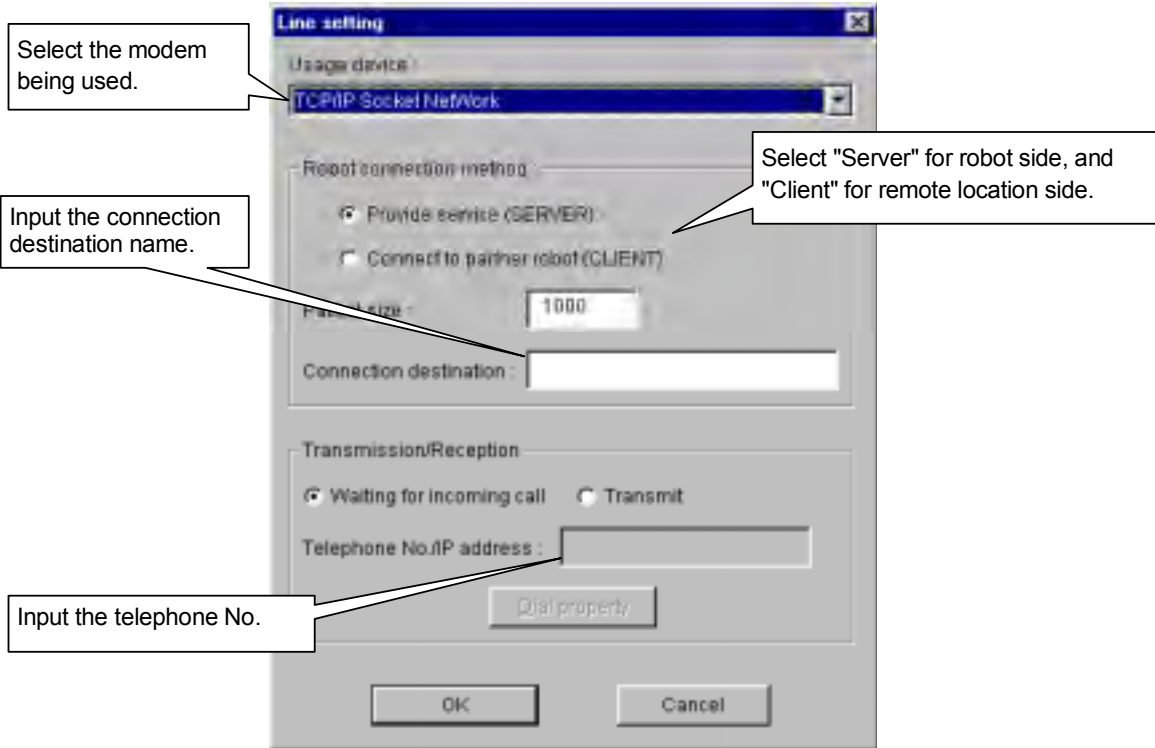 Line setting
Select the modem
being used.
Usage device :
TCP/IP Socket NetWork
Select "Server" for robot side, and
"Client" for remote location side.
Robot connection method
Input the connection
destination name.
Provide service (SERVER)
Connect to partner robot (CLIENT)
Packet size :
1000
Connection destination :
Transmission/Reception
Waiting for incoming call
Transmit
Telephone No./IP address :
Input the telephone No.
Dial property
OK
Cancel